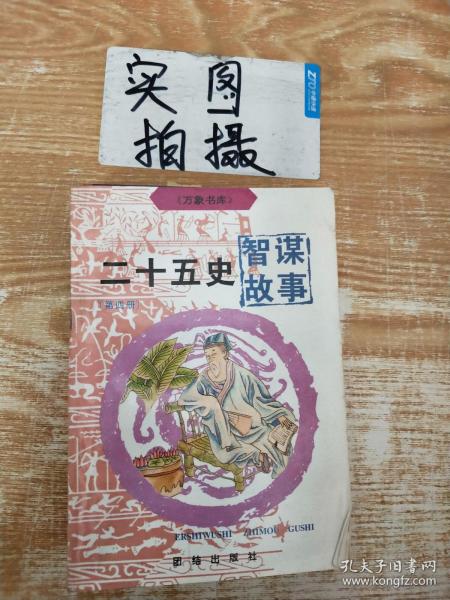 实图
拍摄
《万象书库》
二十五史
智谋
故事
第四册
ERSHIWUSHI ZHIMOU GUSHI
团结出版社
孔夫子旧书网
www.kongfz.com